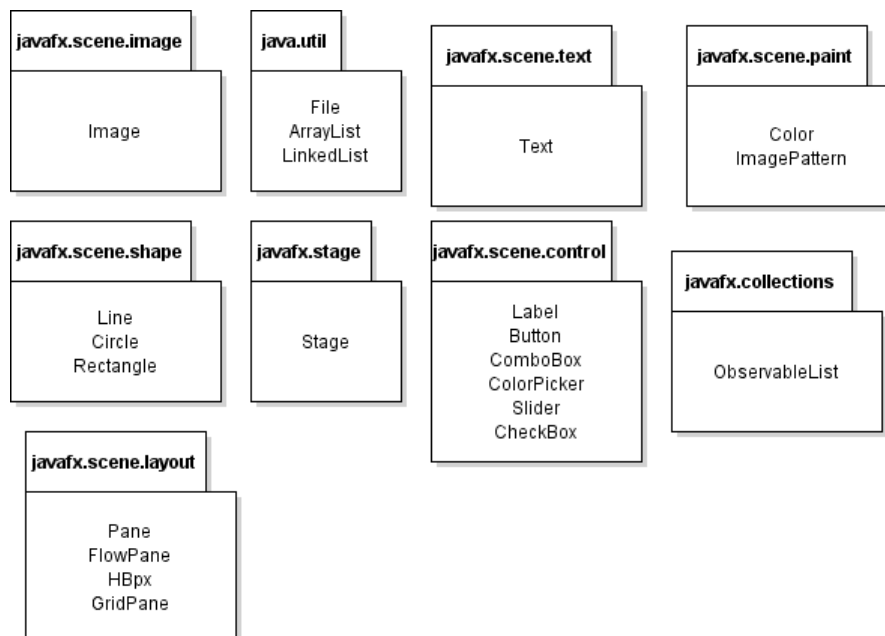 javafx.scene.image
Image
java.util
File
ArrayList
LinkedList
javafx.scene.text
Text
javafx.scene.paint
Color
ImagePattern
javafx.scene.shape
Line
Circle
Rectangle
javafx.stage
Stage
javafx.scene.control
Label
Button
ComboBox
ColorPicker
Slider
CheckBox
javafx.collections
ObservableList
javafx.scene.layout
Pane
FlowPane
HBpx
GridPane